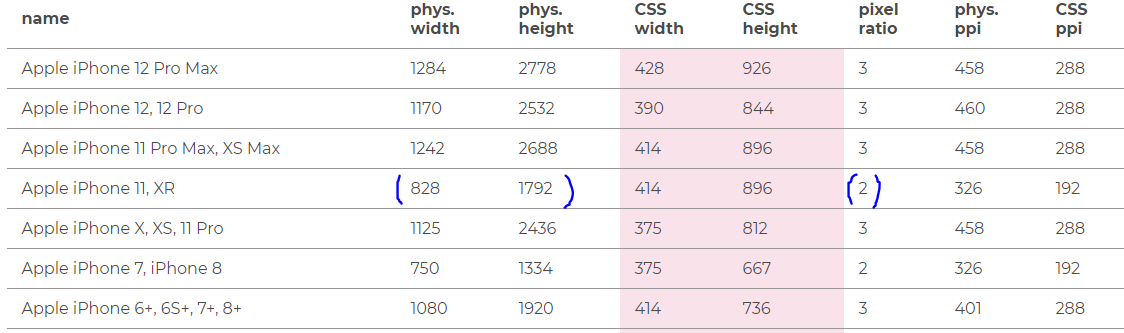 name phys. width phys. height CSS width CSS height pixel ratio phys. ppi CSS ppi
Apple iPhone 12 Pro Max 1284 2778 428 926 3 458 288
Apple iPhone 12, 12 Pro 1170 2532 390 844 3 460 288
Apple iPhone 11 Pro Max, XS Max 1242 2688 414 896 3 458 288
Apple iPhone 11, XR (828 1792) 414 896 (2) 326 192
Apple iPhone X, XS, 11 Pro 1125 2436 375 812 3 458 288
Apple iPhone 7, iPhone 8 750 1334 375 667 2 326 192
Apple iPhone 6+, 6S+, 7+, 8+ 1080 1920 414 736 3 401 288